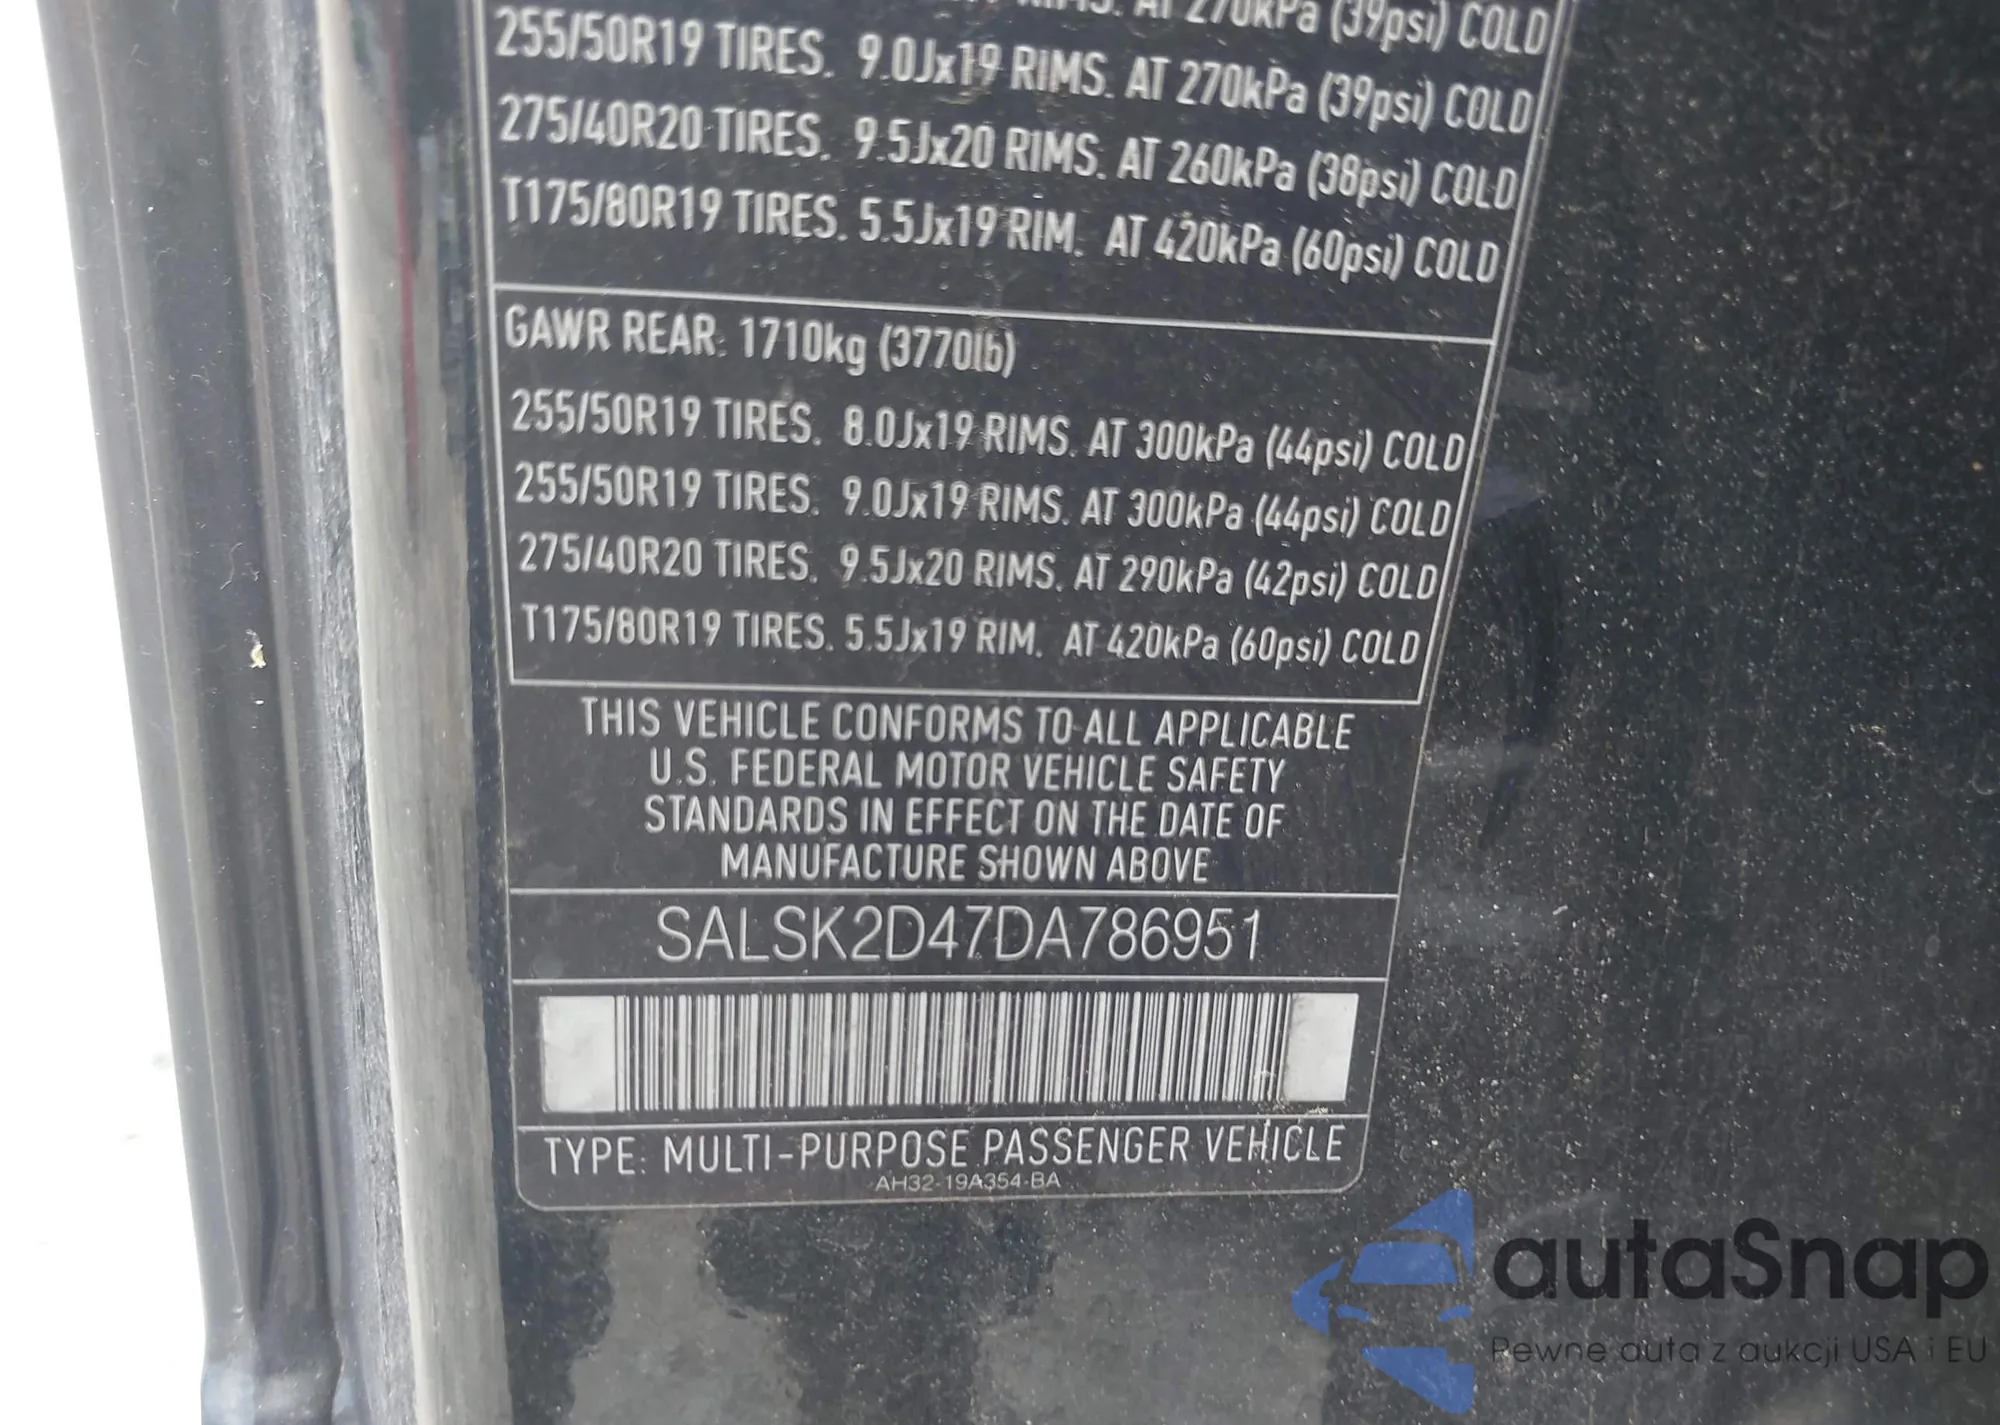 RIMS. AT 270kPa (39psi) COLD
255/50R19 TIRES. 9.0Jx19 RIMS. AT 270kPa (39psi) COLD
275/40R20 TIRES. 9.5Jx20 RIMS. AT 260kPa (38psi) COLD
T175/80R19 TIRES. 5.5Jx19 RIM. AT 420kPa (60psi) COLD
GAWR REAR: 1710kg (3770lb)
255/50R19 TIRES. 8.0Jx19 RIMS. AT 300kPa (44psi) COLD
255/50R19 TIRES. 9.0Jx19 RIMS. AT 300kPa (44psi) COLD
275/40R20 TIRES. 9.5Jx20 RIMS. AT 290kPa (42psi) COLD
T175/80R19 TIRES. 5.5Jx19 RIM. AT 420kPa (60psi) COLD
THIS VEHICLE CONFORMS TO ALL APPLICABLE
U.S. FEDERAL MOTOR VEHICLE SAFETY
STANDARDS IN EFFECT ON THE DATE OF
MANUFACTURE SHOWN ABOVE
SALSK2D47DA786951
TYPE: MULTI-PURPOSE PASSENGER VEHICLE
AH32-19A354-BA
autaSnap
Pewne auta z aukcji USA i EU